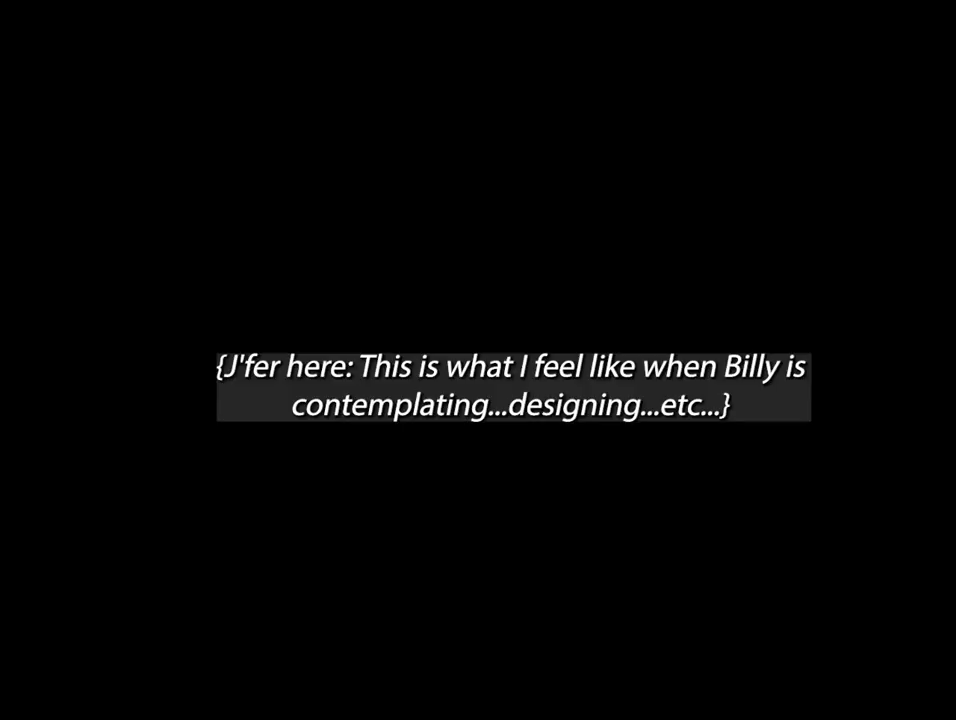 {J'fer here: This is what I feel like when Billy is
contemplating...designing...etc...}